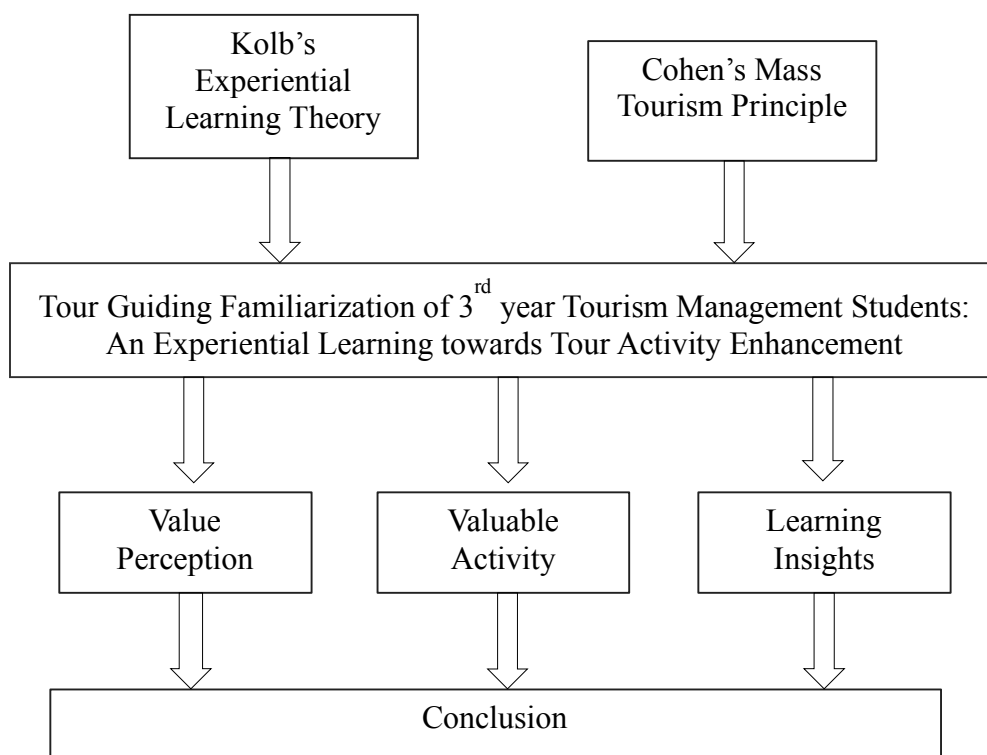 Kolb’s
Experiential
Learning Theory
Cohen’s Mass
Tourism Principle
Tour Guiding Familiarization of 3rd year Tourism Management Students:
An Experiential Learning towards Tour Activity Enhancement
Value
Perception
Valuable
Activity
Learning
Insights
Conclusion